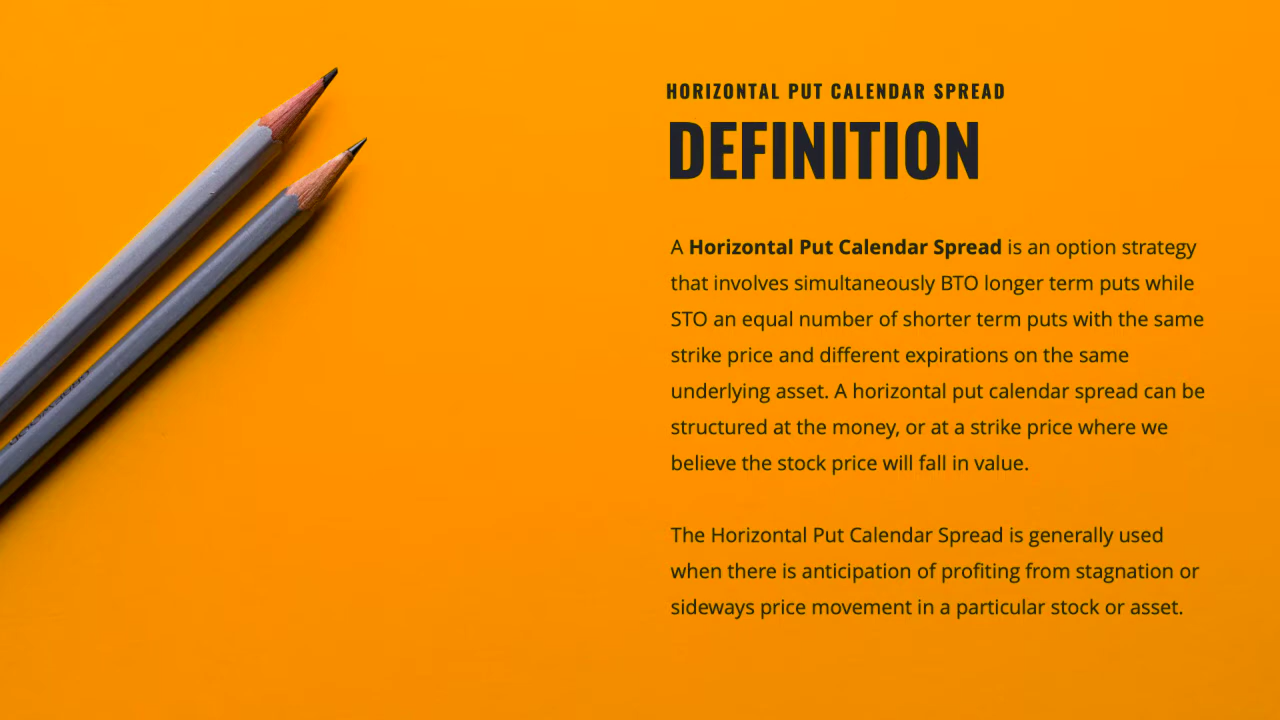 HORIZONTAL PUT CALENDAR SPREAD
DEFINITION
A Horizontal Put Calendar Spread is an option strategy
that involves simultaneously BTO longer term puts while
STO an equal number of shorter term puts with the same
strike price and different expirations on the same
underlying asset. A horizontal put calendar spread can be
structured at the money, or at a strike price where we
believe the stock price will fall in value.
The Horizontal Put Calendar Spread is generally used
when there is anticipation of profiting from stagnation or
sideways price movement in a particular stock or asset.